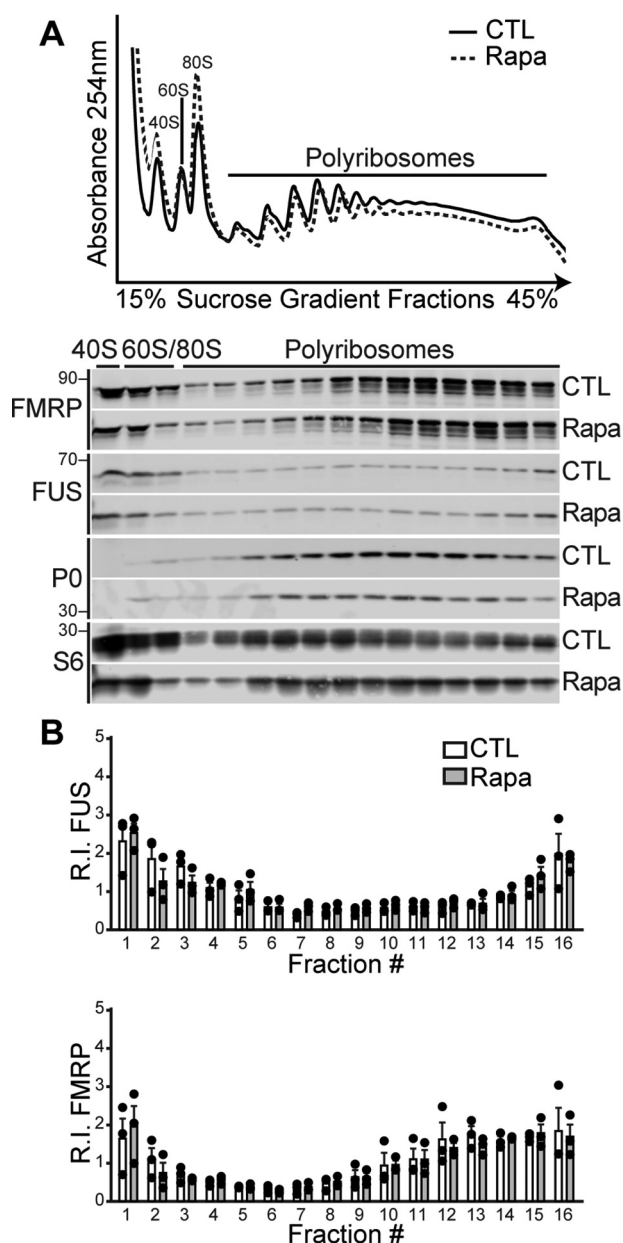 A
CTL
Rapa
Absorbance 254nm
40S
60S
80S
Polyribosomes
15% Sucrose Gradient Fractions 45%
40S 60S/80S Polyribosomes
FMRP 90 CTL
Rapa
FUS 70 CTL
Rapa
P0 CTL
30 Rapa
S6 30 CTL
Rapa
B
CTL
Rapa
R.I. FUS
5
4
3
2
1
0
1 2 3 4 5 6 7 8 9 10 11 12 13 14 15 16
Fraction #
R.I. FMRP
5
4
3
2
1
0
1 2 3 4 5 6 7 8 9 10 11 12 13 14 15 16
Fraction #